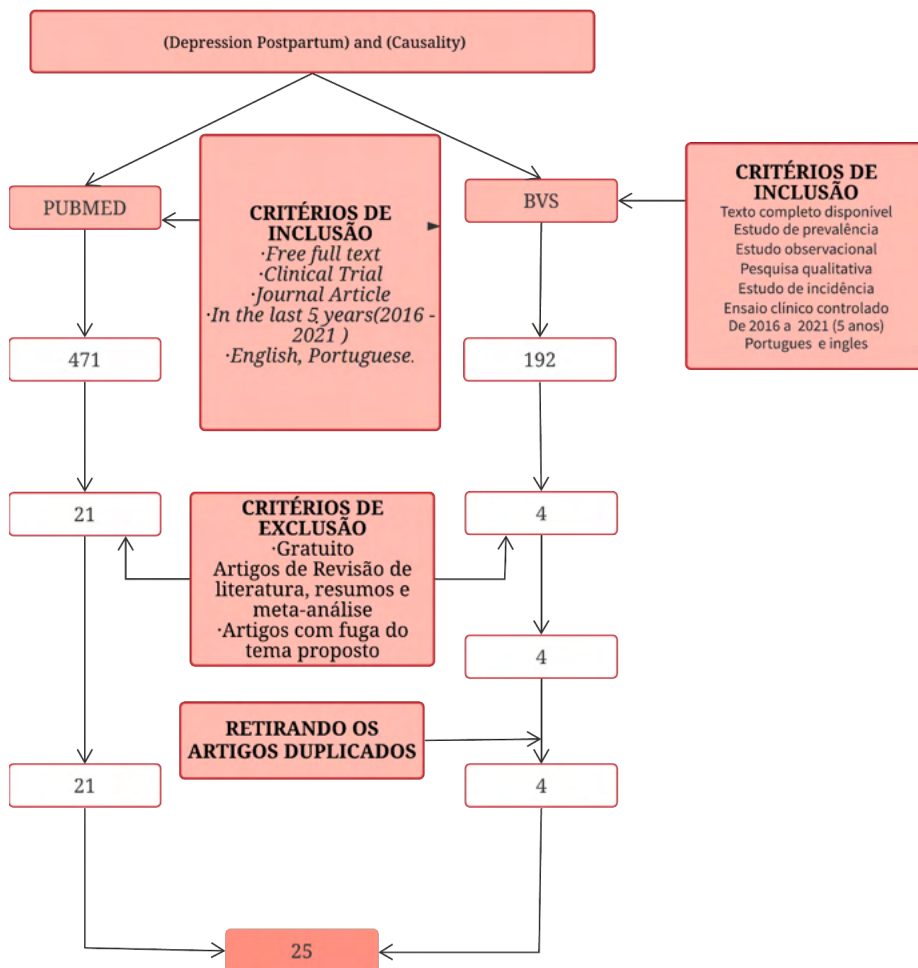 (Depression Postpartum) and (Causality)
PUBMED
CRITÉRIOS DE
INCLUSÃO
·Free full text
·Clinical Trial
·Journal Article
·In the last 5 years(2016 -
2021 )
·English, Portuguese.
BVS
CRITÉRIOS DE
INCLUSÃO
Texto completo disponível
Estudo de prevalência
Estudo observacional
Pesquisa qualitativa
Estudo de incidência
Ensaio clínico controlado
De 2016 a 2021 (5 anos)
Portugues e ingles
471
192
21
CRITÉRIOS DE
EXCLUSÃO
·Gratuito
Artigos de Revisão de
literatura, resumos e
meta-análise
·Artigos com fuga do
tema proposto
4
4
RETIRANDO OS
ARTIGOS DUPLICADOS
21
4
25